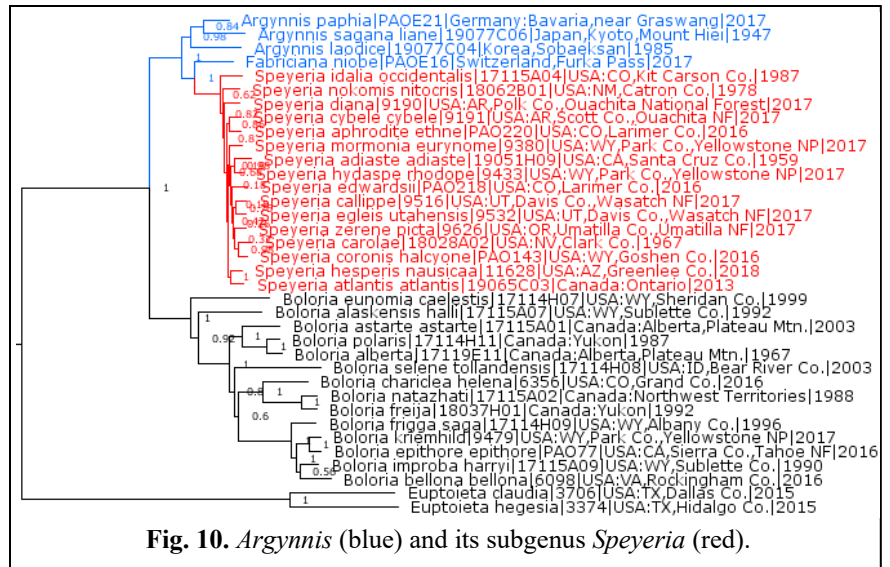 Argynnis paphia|PAOE21|Germany:Bavaria,near Graswang|2017
0.84
Argynnis sagana liane|19077C06|Japan,Kyoto,Mount Hiei|1947
0.98
Argynnis laodice|19077C04|Korea,Sobaeksan|1985
Fabriciana niobe|PAOE16|Switzerland,Furka Pass|2017
1
Speyeria idalia occidentalis|17115A04|USA:CO,Kit Carson Co.|1987
Speyeria nokomis nitocris|18062B01|USA:NM,Catron Co.|1978
0.62
Speyeria diana|9190|USA:AR,Polk Co.,Ouachita National Forest|2017
Speyeria cybele cybele|9191|USA:AR,Scott Co.,Ouachita NF|2017
Speyeria aphrodite ethne|PAO220|USA:CO,Larimer Co.|2016
0.8
Speyeria mormonia eurynome|9380|USA:WY,Park Co.,Yellowstone NP|2017
Speyeria adiaste adiaste|19051H09|USA:CA,Santa Cruz Co.|1959
Speyeria hydaspe rhodope|9433|USA:WY,Park Co.,Yellowstone NP|2017
Speyeria edwardsii|PAO218|USA:CO,Larimer Co.|2016
1
Speyeria callippe|9516|USA:UT,Davis Co.,Wasatch NF|2017
Speyeria egleis utahensis|9532|USA:UT,Davis Co.,Wasatch NF|2017
Speyeria zerene picta|9626|USA:OR,Umatilla Co.,Umatilla NF|2017
Speyeria carolae|18028A02|USA:NV,Clark Co.|1967
Speyeria coronis halcyone|PAO143|USA:WY,Goshen Co.|2016
Speyeria hesperis nausicaa|11628|USA:AZ,Greenlee Co.|2018
1
Speyeria atlantis atlantis|19065C03|Canada:Ontario|2013
Boloria eunomia caelestis|17114H07|USA:WY,Sheridan Co.|1999
Boloria alaskensis halli|17115A07|USA:WY,Sublette Co.|1992
1
Boloria astarte astarte|17115A01|Canada:Alberta,Plateau Mtn.|2003
0.92
Boloria polaris|17114H11|Canada:Yukon|1987
1
1
Boloria alberta|17119E11|Canada:Alberta,Plateau Mtn.|1967
1
Boloria selene tollandensis|17114H08|USA:ID,Bear River Co.|2003
Boloria chariclea helena|6356|USA:CO,Grand Co.|2016
1
Boloria natazhati|17115A02|Canada:Northwest Territories|1988
1
Boloria freija|18037H01|Canada:Yukon|1992
0.6
Boloria frigga saga|17114H09|USA:WY,Albany Co.|1996
Boloria kriemhild|9479|USA:WY,Park Co.,Yellowstone NP|2017
1
Boloria epithore epithore|PAO77|USA:CA,Sierra Co.,Tahoe NF|2016
1
Boloria improba harryi|17115A09|USA:WY,Sublette Co.|1990
0.56
Boloria bellona bellona|6098|USA:VA,Rockingham Co.|2016
Euptoieta claudia|3706|USA:TX,Dallas Co.|2015
1
Euptoieta hegesia|3374|USA:TX,Hidalgo Co.|2015
Fig. 10. Argynnis (blue) and its subgenus Speyeria (red).